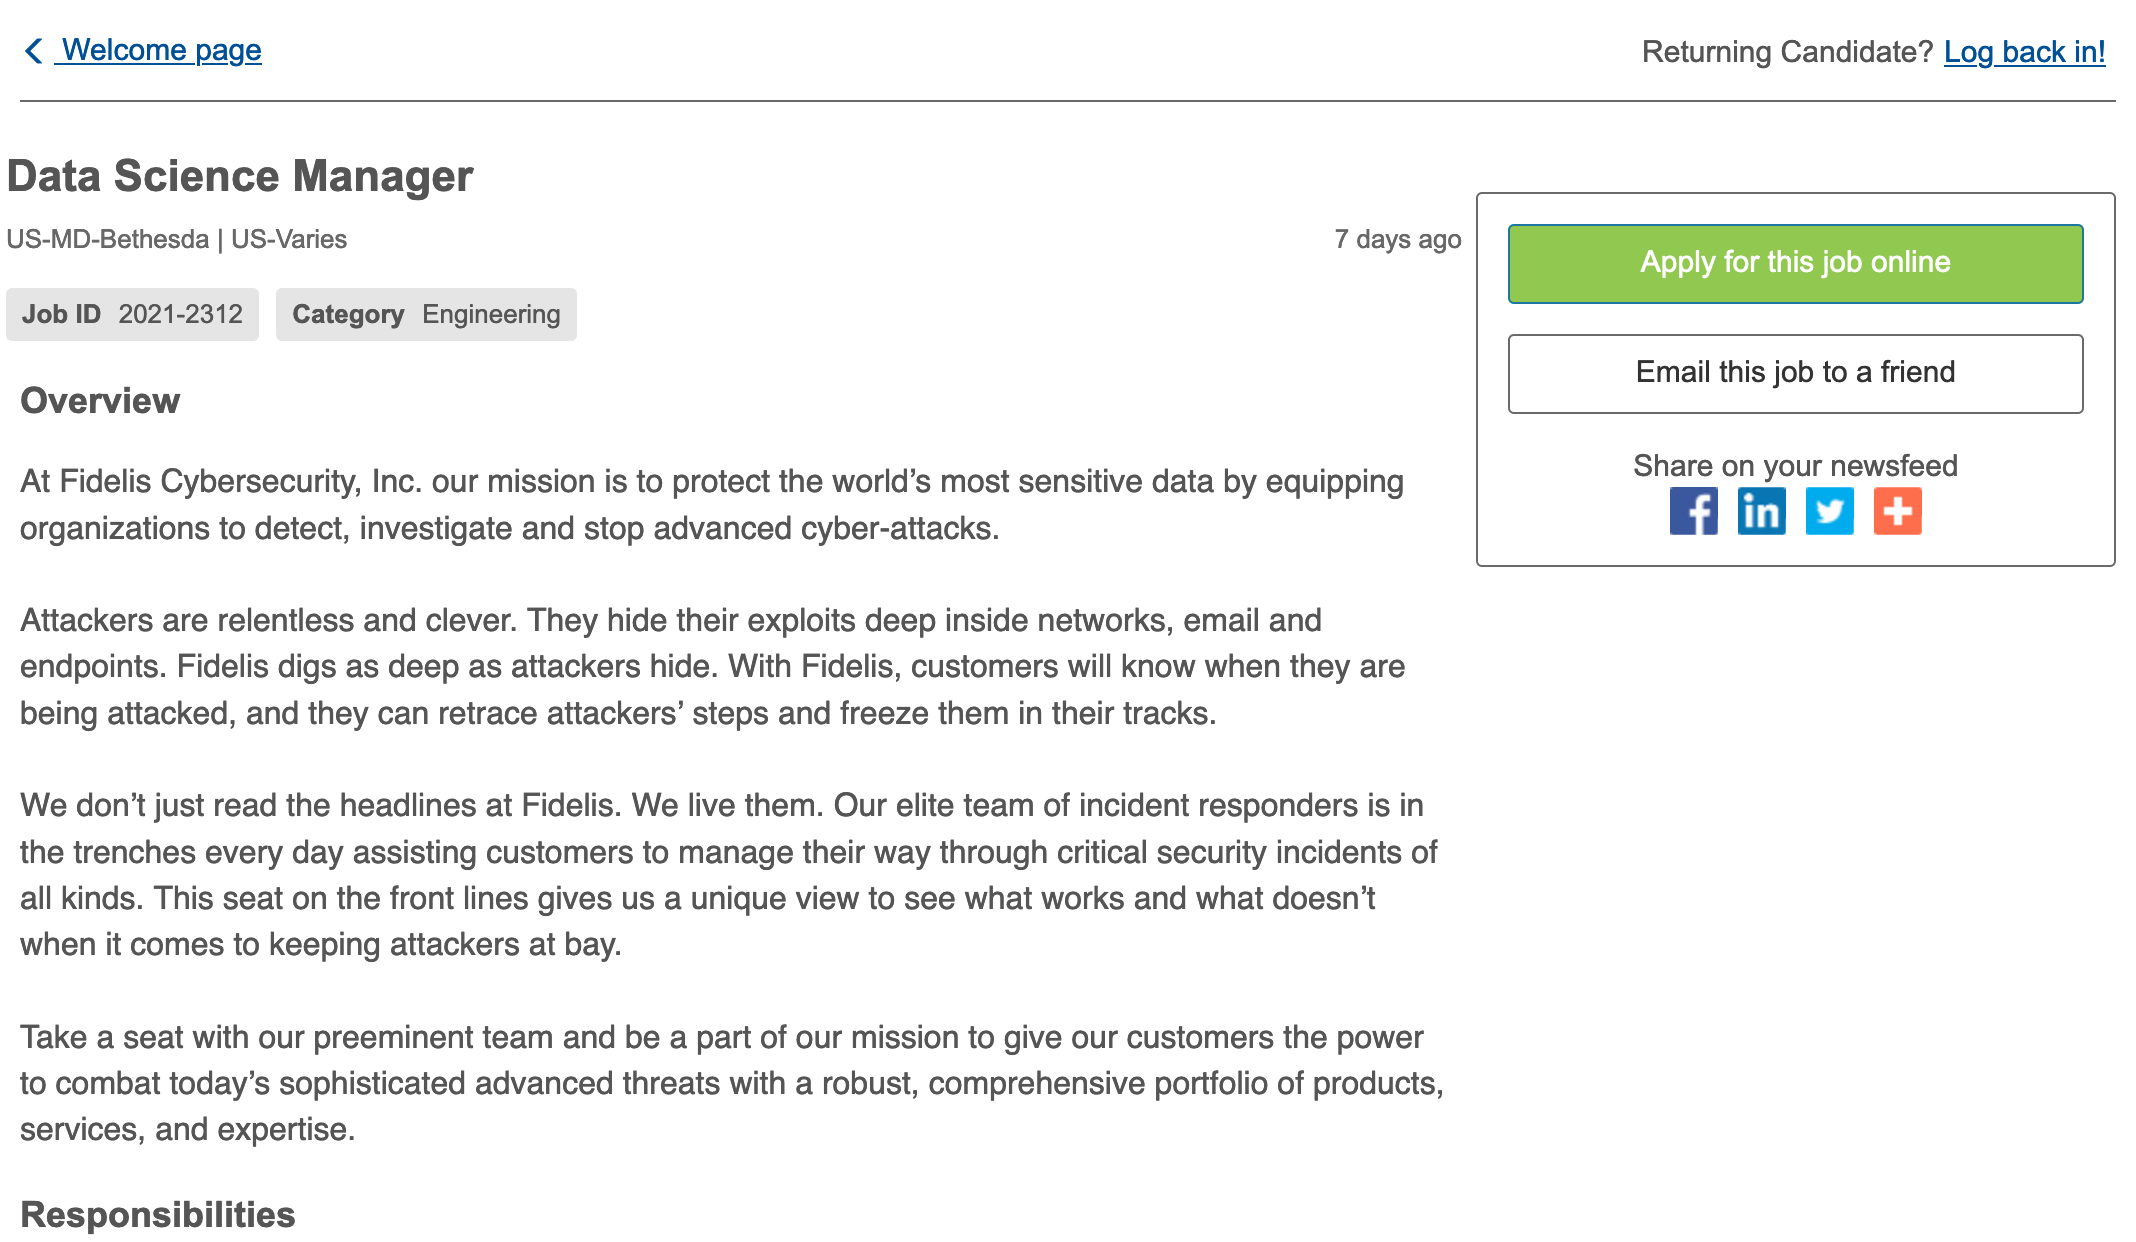 Welcome page
Returning Candidate? Log back in!
Data Science Manager
US-MD-Bethesda | US-Varies
7 days ago
Job ID 2021-2312
Category Engineering
Apply for this job online
Email this job to a friend
Share on your newsfeed
f in
Overview
At Fidelis Cybersecurity, Inc. our mission is to protect the world’s most sensitive data by equipping
organizations to detect, investigate and stop advanced cyber-attacks.
Attackers are relentless and clever. They hide their exploits deep inside networks, email and
endpoints. Fidelis digs as deep as attackers hide. With Fidelis, customers will know when they are
being attacked, and they can retrace attackers’ steps and freeze them in their tracks.
We don’t just read the headlines at Fidelis. We live them. Our elite team of incident responders is in
the trenches every day assisting customers to manage their way through critical security incidents of
all kinds. This seat on the front lines gives us a unique view to see what works and what doesn’t
when it comes to keeping attackers at bay.
Take a seat with our preeminent team and be a part of our mission to give our customers the power
to combat today’s sophisticated advanced threats with a robust, comprehensive portfolio of products,
services, and expertise.
Responsibilities